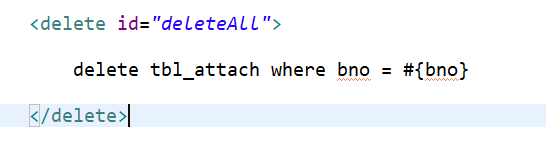 <delete id="deleteAll">
delete tbl_attach where bno = #{bno}
</delete>